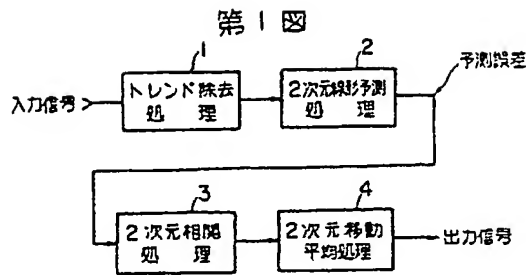 第1図
1
2
予測誤差
入力信号
トレンド除去
処理
2次元線形予測
処理
3
4
2次元相関
処理
2次元移動
平均処理
出力信号